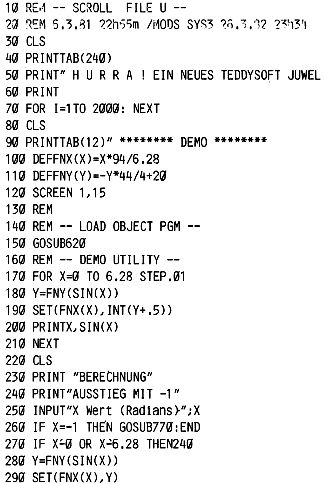 10 REM -- SCROLL FILE U --
20 REM 6.3.81 22h55m /MODS SYS3 26.3.82 23h34
30 CLS
40 PRINTTAB(240)
50 PRINT" H U R R A ! EIN NEUES TEDDYSOFT JUWEL
60 PRINT
70 FOR I=1TO 2000: NEXT
80 CLS
90 PRINTTAB(12)" ******** DEMO ********
100 DEFFNX(X)=X*94/6.28
110 DEFFNY(Y)=-Y*44/4+20
120 SCREEN 1,15
130 REM
140 REM -- LOAD OBJECT PGM --
150 GOSUB620
160 REM -- DEMO UTILITY --
170 FOR X=0 TO 6.28 STEP.01
180 Y=FNY(SIN(X))
190 SET(FNX(X),INT(Y+.5))
200 PRINTX,SIN(X)
210 NEXT
220 CLS
230 PRINT "BERECHNUNG"
240 PRINT"AUSSTIEG MIT -1"
250 INPUT"X Wert (Radians)";X
260 IF X=-1 THEN GOSUB770:END
270 IF X<0 OR X>6.28 THEN240
280 Y=FNY(SIN(X))
290 SET(FNX(X),Y)